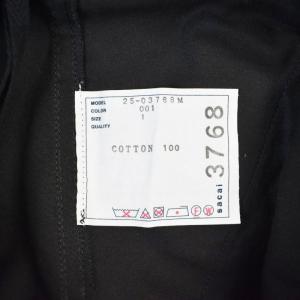 MODEL 25-03768M
COLOR 001
SIZE 1
QUALITY
COTTON 100
sacai 3768